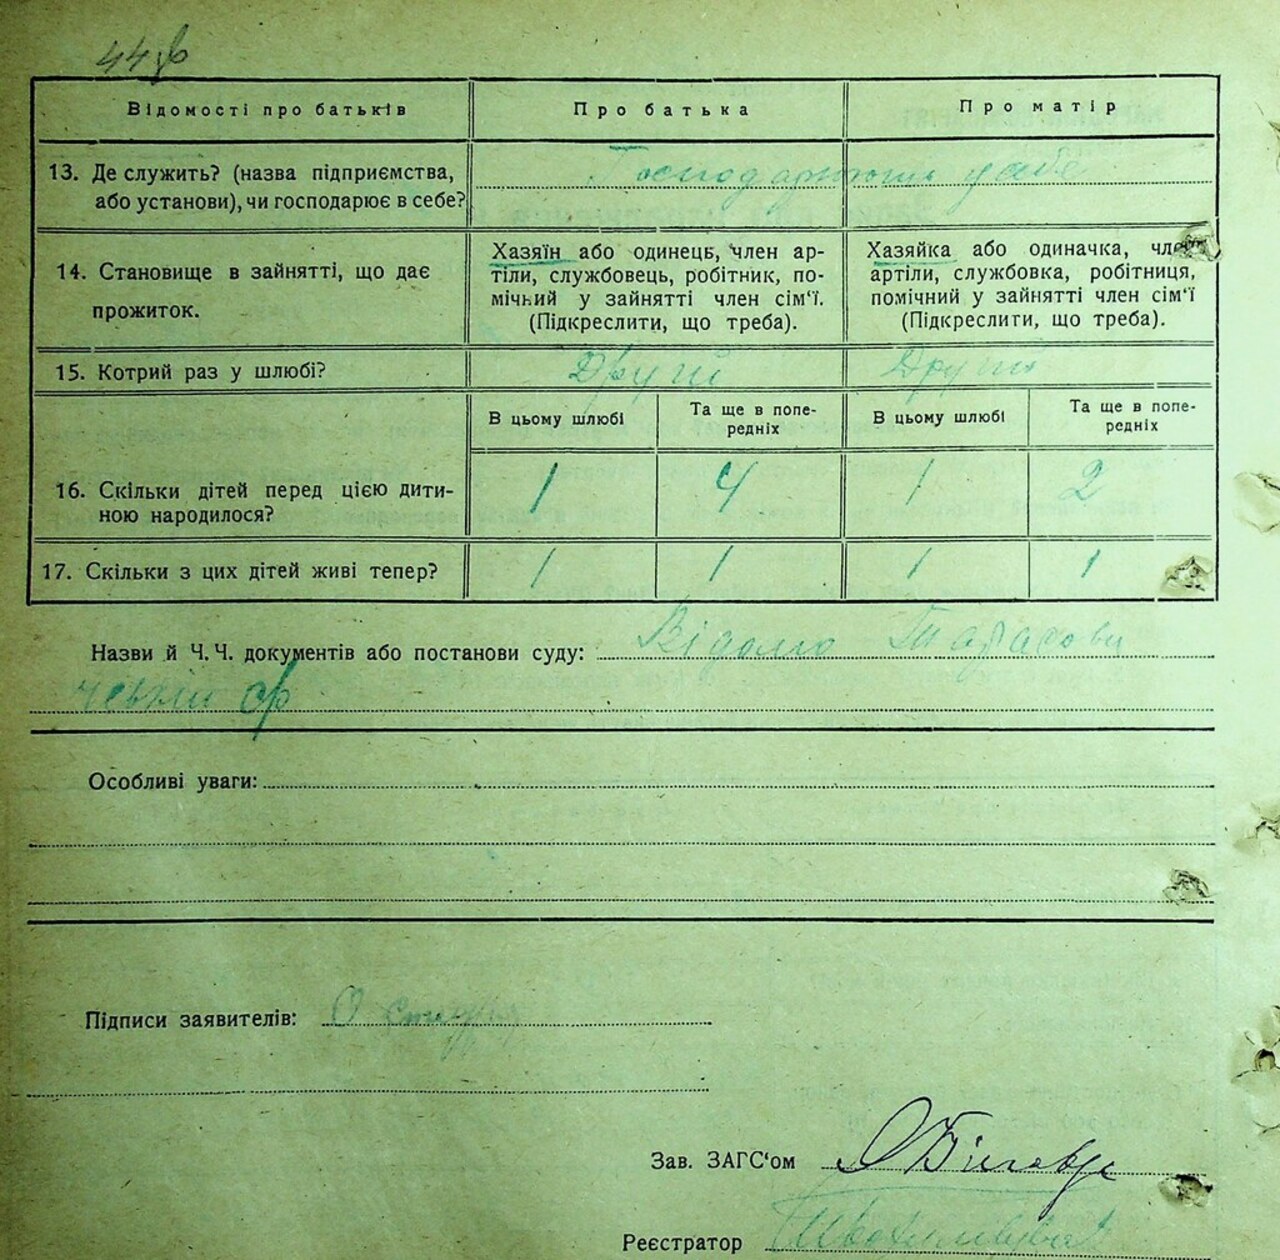 44
Відомості про батьків
Про батька
Про матір
13. Де служить? (назва підприємства,
або установи), чи господарює в себе?
Господарюють у себе
14. Становище в зайнятті, що дає
прожиток.
Хазяїн або одинець, член ар-
тіли, службовець, робітник, по-
мічний у зайнятті член сім'ї.
(Підкреслити, що треба).
Хазяйка або одиначка, член
артіли, службовка, робітниця,
помічний у зайнятті член сім'ї
(Підкреслити, що треба).
15. Котрий раз у шлюбі?
Другий
Другий
В цьому шлюбі
Та ще в попе-
редніх
В цьому шлюбі
Та ще в попе-
редніх
16. Скільки дітей перед цією дити-
ною народилося?
1
4
1
2
17. Скільки з цих дітей живі тепер?
1
1
1
1
Назви й Ч. Ч. документів або постанови суду: Відомо Тарасови
ській с/р
Особливі уваги:
Підписи заявителів: О
Зав. ЗАГС'ом
Реєстратор